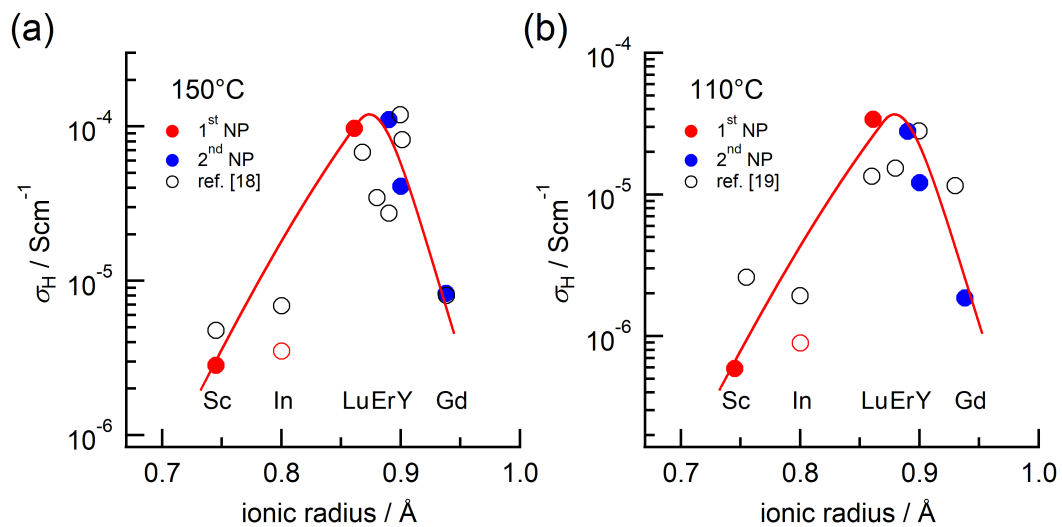 (a)
150°C
1st NP
2nd NP
ref. [18]
10-4
10-5
10-6
σH / Scm-1
Sc In LuErY Gd
0.7 0.8 0.9 1.0
ionic radius / Å
(b)
110°C
1st NP
2nd NP
ref. [19]
10-4
10-5
10-6
σH / Scm-1
Sc In LuErY Gd
0.7 0.8 0.9 1.0
ionic radius / Å